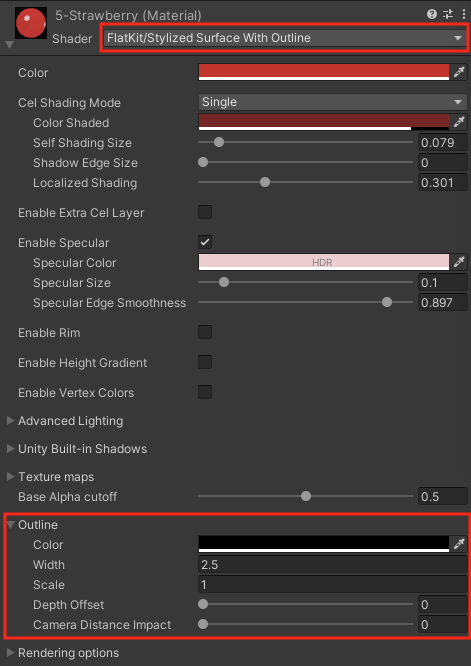 5-Strawberry (Material)
Shader FlatKit/Stylized Surface With Outline
Color
Cel Shading Mode Single
Color Shaded
Self Shading Size 0.079
Shadow Edge Size 0
Localized Shading 0.301
Enable Extra Cel Layer
Enable Specular
Specular Color HDR
Specular Size 0.1
Specular Edge Smoothness 0.897
Enable Rim
Enable Height Gradient
Enable Vertex Colors
Advanced Lighting
Unity Built-in Shadows
Texture maps
Base Alpha cutoff 0.5
Outline
Color
Width 2.5
Scale 1
Depth Offset 0
Camera Distance Impact 0
Rendering options